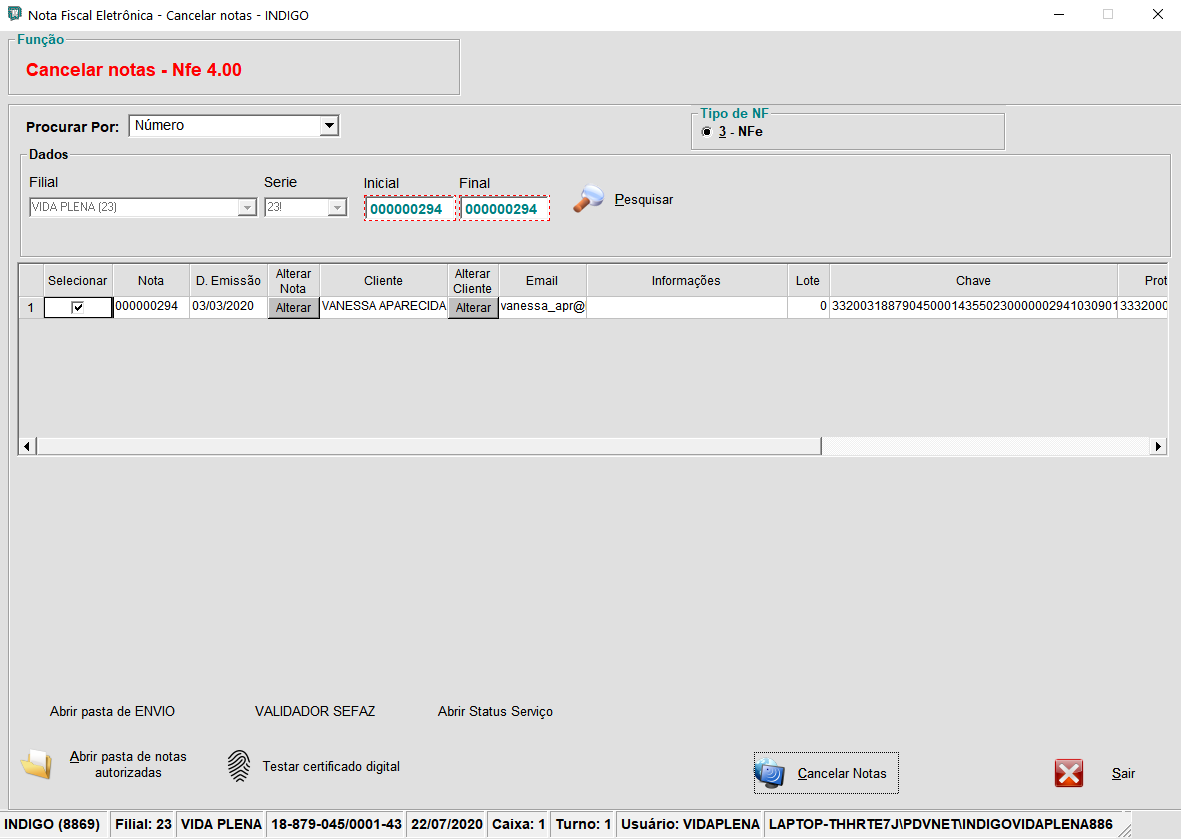 Nota Fiscal Eletrônica - Cancelar notas - INDIGO
Função
Cancelar notas - Nfe 4.00
Procurar Por:
Número
Tipo de NF
3 - NFe
Dados
Filial
Serie
Inicial
Final
VIDA PLENA (23)
23!
000000294
000000294
Pesquisar
Selecionar
Nota
D. Emissão
Alterar
Nota
Cliente
Alterar
Cliente
Email
Informações
Lote
Chave
Prot
1
000000294
03/03/2020
Alterar
VANESSA APARECIDA
Alterar
vanessa_apr@
0
33200318879045000143550230000002941030901
3332000
Abrir pasta de ENVIO
VALIDADOR SEFAZ
Abrir Status Serviço
Abrir pasta de notas
autorizadas
Testar certificado digital
Cancelar Notas
Sair
INDIGO (8869)
Filial: 23
VIDA PLENA
18-879-045/0001-43
22/07/2020
Caixa: 1
Turno: 1
Usuário: VIDAPLENA
LAPTOP-THHRTE7J\PDVNET\INDIGOVIDAPLENA886